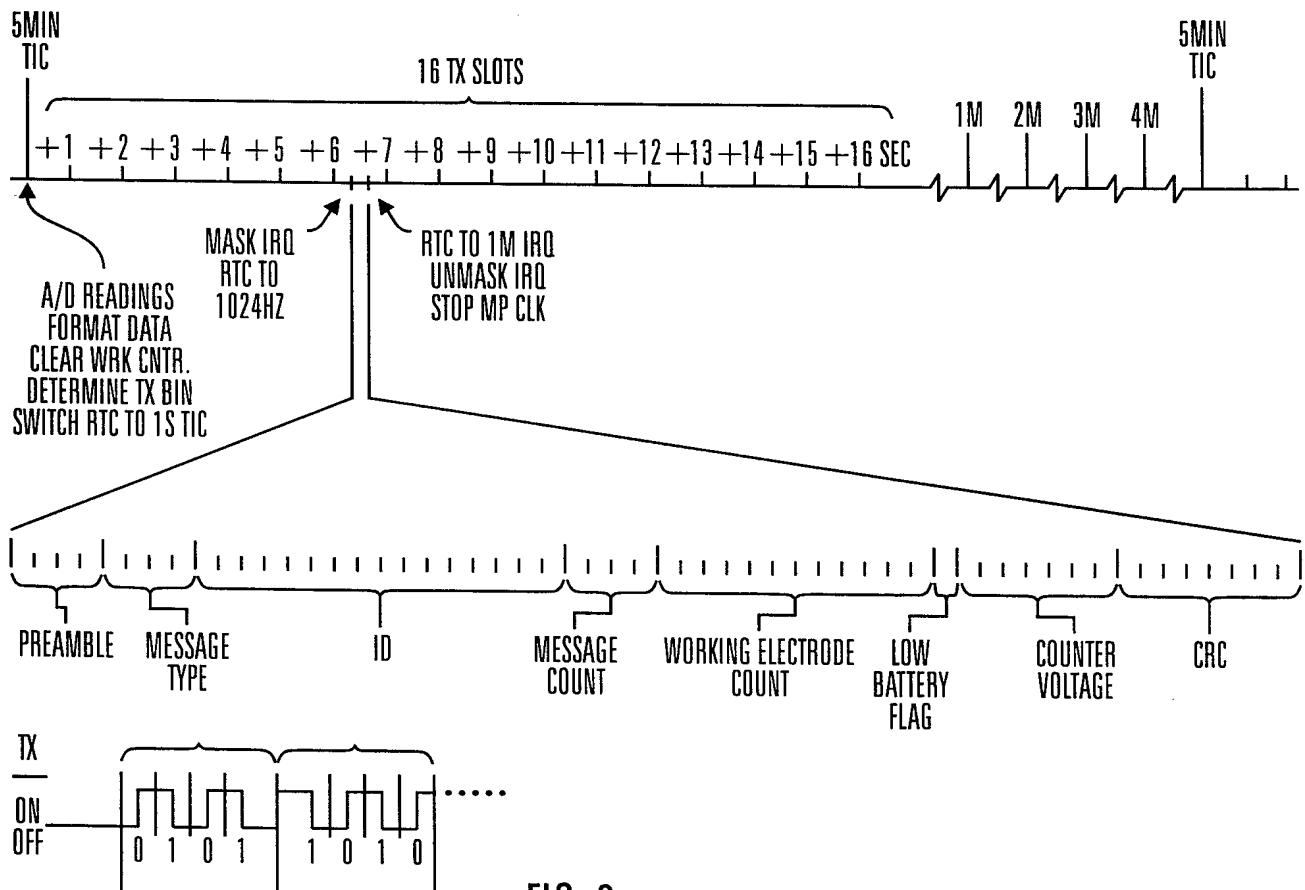 5MIN
TIC
16 TX SLOTS
5MIN
TIC
+1 +2 +3 +4 +5 +6 +7 +8 +9 +10 +11 +12 +13 +14 +15 +16 SEC
1M 2M 3M 4M
MASK IRQ
RTC TO
1024HZ
RTC TO 1M IRQ
UNMASK IRQ
STOP MP CLK
A/D READINGS
FORMAT DATA
CLEAR WRK CNTR.
DETERMINE TX BIN
SWITCH RTC TO 1S TIC
PREAMBLE
MESSAGE
TYPE
ID
MESSAGE
COUNT
WORKING ELECTRODE
COUNT
LOW
BATTERY
FLAG
COUNTER
VOLTAGE
CRC
TX
ON
OFF
0 1 0 1 1 0 1 0